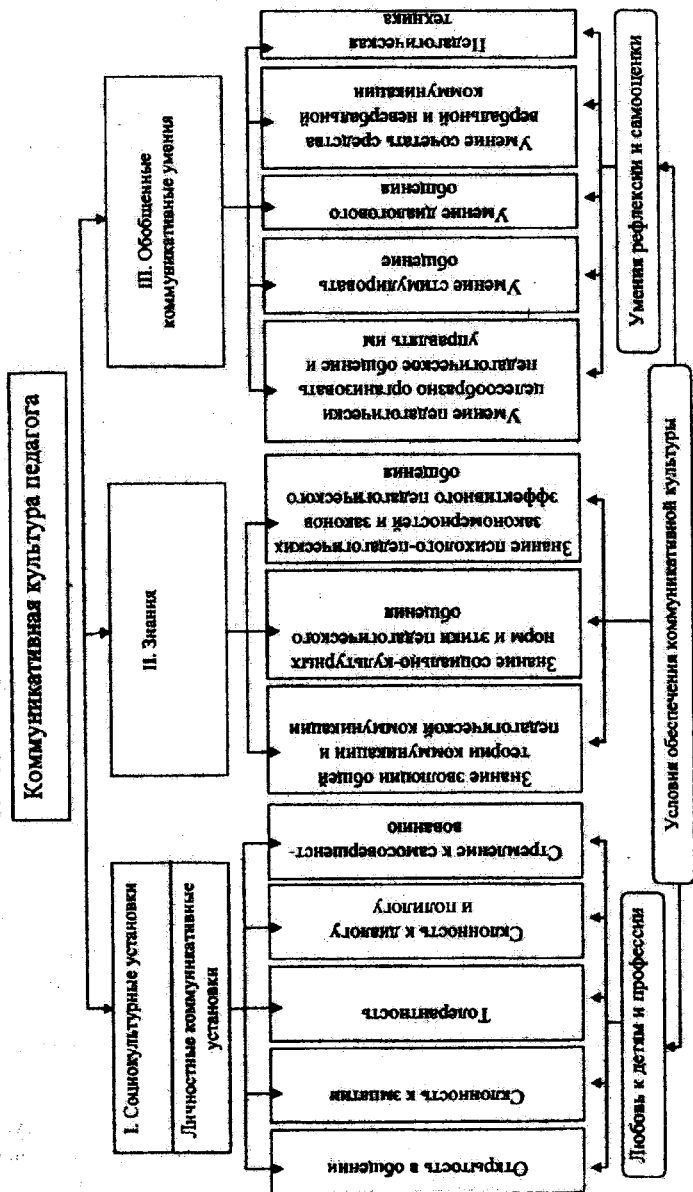 Коммуникативная культура педагога
I. Социокультурные установки
Личностные коммуникативные
установки
II. Знания
III. Обобщенные
коммуникативные умения
Открытость в общении
Склонность к эмпатии
Толерантность
Склонность к диалогу
и полилогу
Стремление к самосовершенст-
вованию
Знание эволюции общей
теории коммуникации и
педагогической коммуникации
Знание социально-культурных
норм и этики педагогического
общения
Знание психолого-педагогических
закономерностей и законов
эффективного педагогического
общения
Умение педагогически
целесообразно организовать
педагогическое общение и
управлять им
Умение стимулировать
общение
Умение диалогового
общения
Умение сочетать средства
вербальной и невербальной
коммуникации
Педагогическая
техника
Любовь к детям и профессии
Условия обеспечения коммуникативной культуры
Умения рефлексии и самооценки